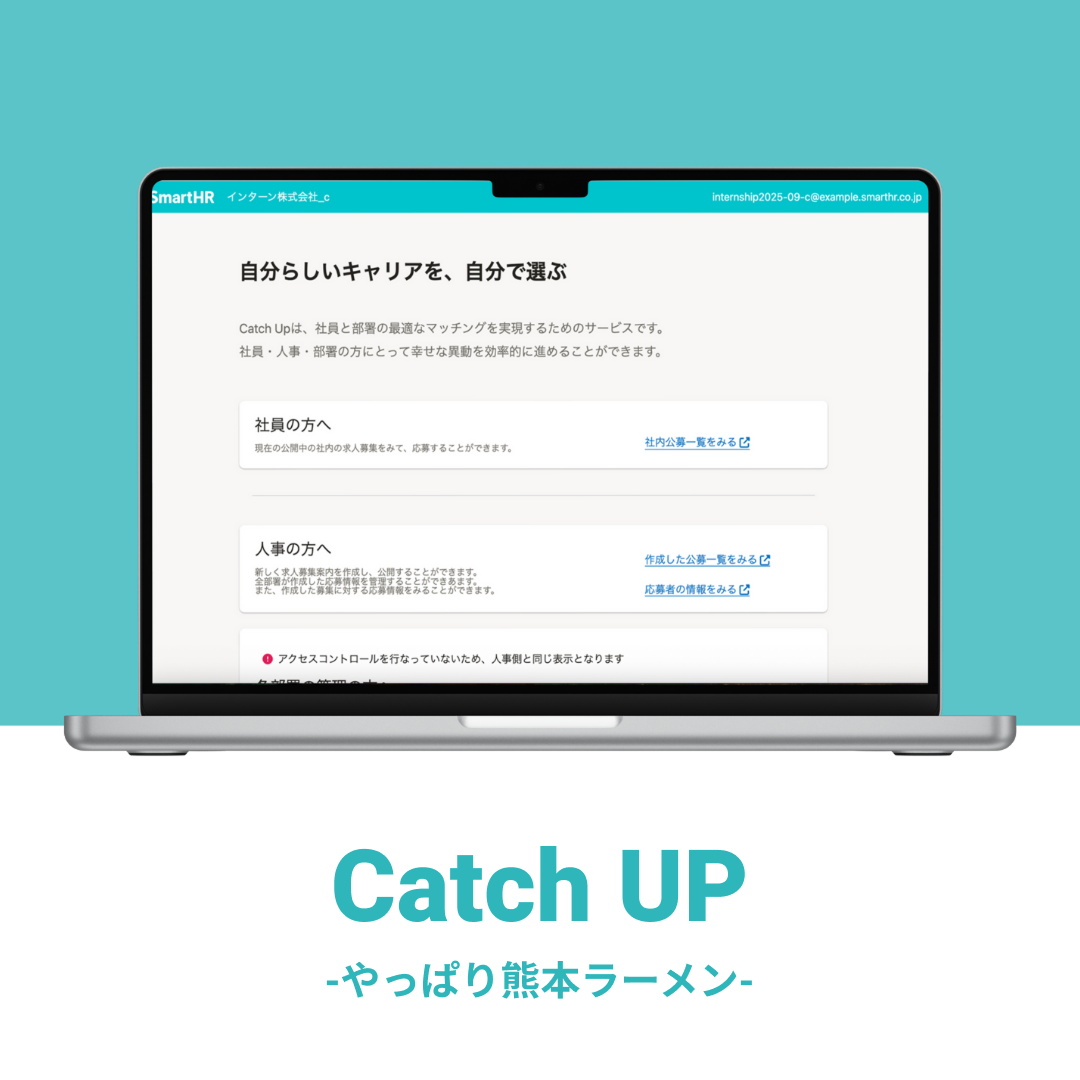 SmartHR インターン株式会社_c internship2025-09-c@example.smarthr.co.jp
自分らしいキャリアを、自分で選ぶ
Catch Upは、社員と部署の最適なマッチングを実現するためのサービスです。
社員・人事・部署の方にとって幸せな異動を効率的に進めることができます。
社員の方へ
現在の公開中の社内の求人募集をみて、応募することができます。
社内公募一覧をみる
人事の方へ
新しく求人募集案内を作成し、公開することができます。
全部署が作成した応募情報を管理することができあます。
また、作成した募集に対する応募情報をみることができます。
作成した公募一覧をみる
応募者の情報をみる
アクセスコントロールを行なっていないため、人事側と同じ表示となります
Catch UP
-やっぱり熊本ラーメン-